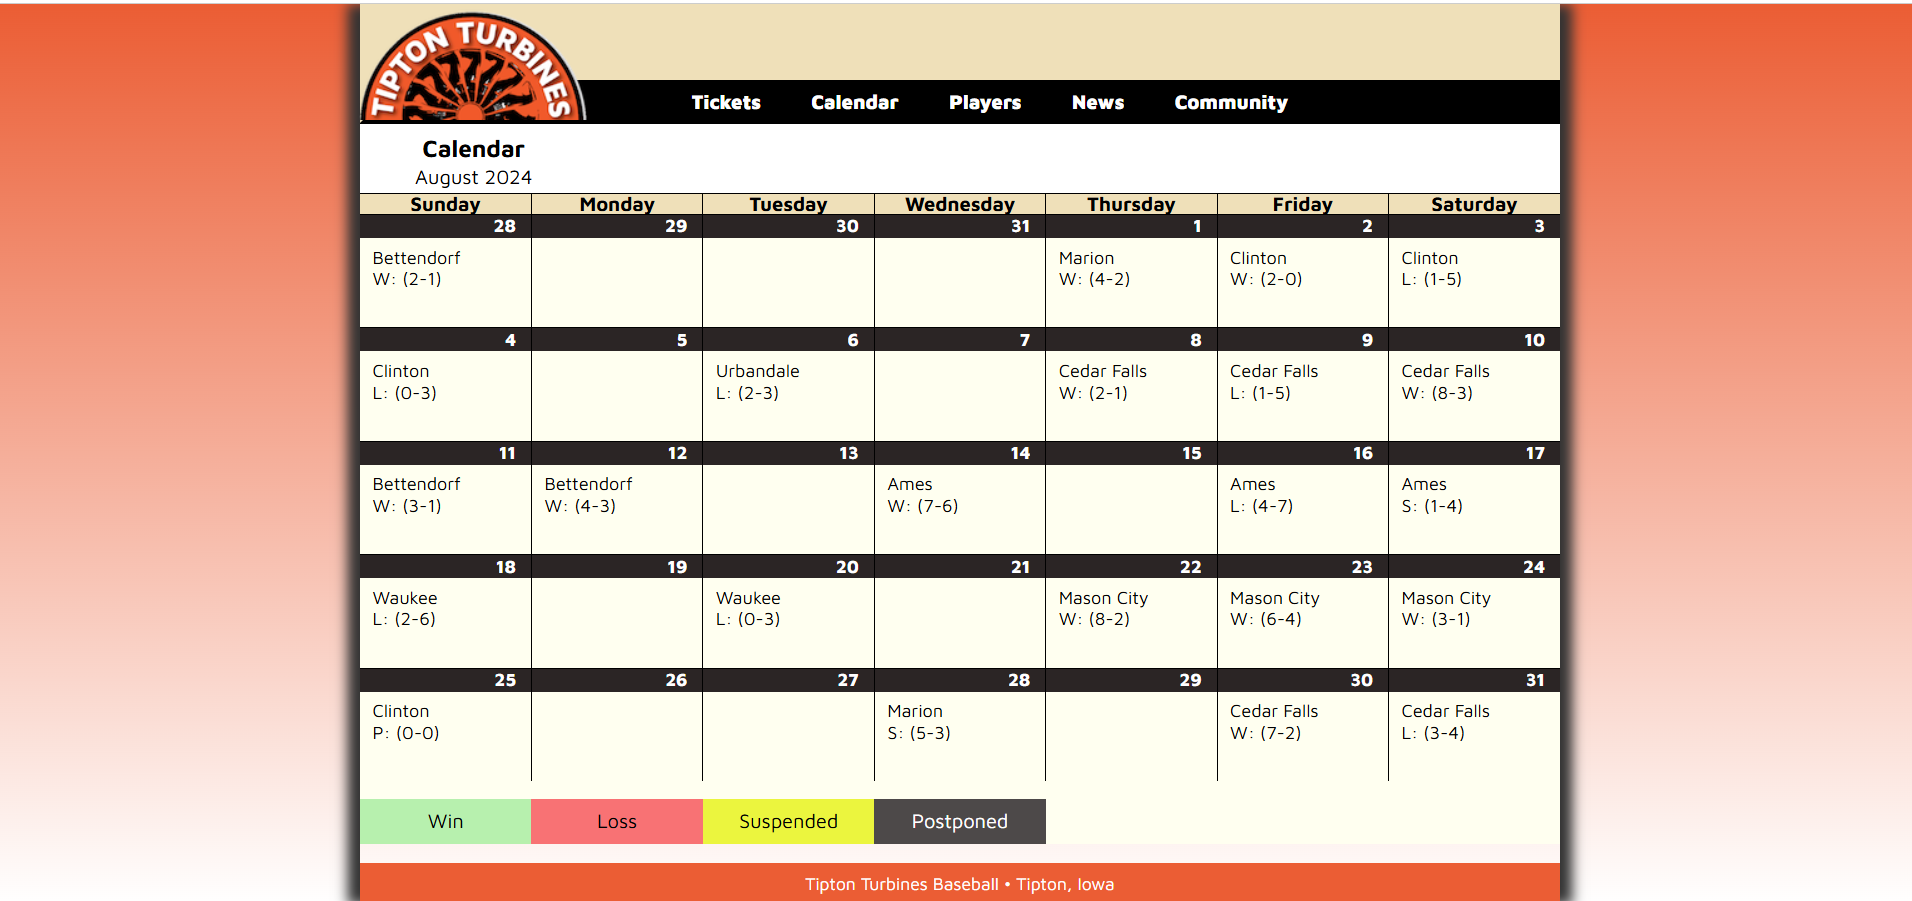 TIPTON TURBINES
Tickets Calendar Players News Community
Calendar
August 2024
Sunday Monday Tuesday Wednesday Thursday Friday Saturday
28 29 30 31 1 2 3
Bettendorf Marion Clinton Clinton
W: (2-1) W: (4-2) W: (2-0) L: (1-5)
4 5 6 7 8 9 10
Clinton Urbandale Cedar Falls Cedar Falls Cedar Falls
L: (0-3) L: (2-3) W: (2-1) L: (1-5) W: (8-3)
11 12 13 14 15 16 17
Bettendorf Bettendorf Ames Ames Ames
W: (3-1) W: (4-3) W: (7-6) L: (4-7) S: (1-4)
18 19 20 21 22 23 24
Waukee Waukee Mason City Mason City Mason City
L: (2-6) L: (0-3) W: (8-2) W: (6-4) W: (3-1)
25 26 27 28 29 30 31
Clinton Marion Cedar Falls Cedar Falls
P: (0-0) S: (5-3) W: (7-2) L: (3-4)
Win Loss Suspended Postponed
Tipton Turbines Baseball • Tipton, Iowa